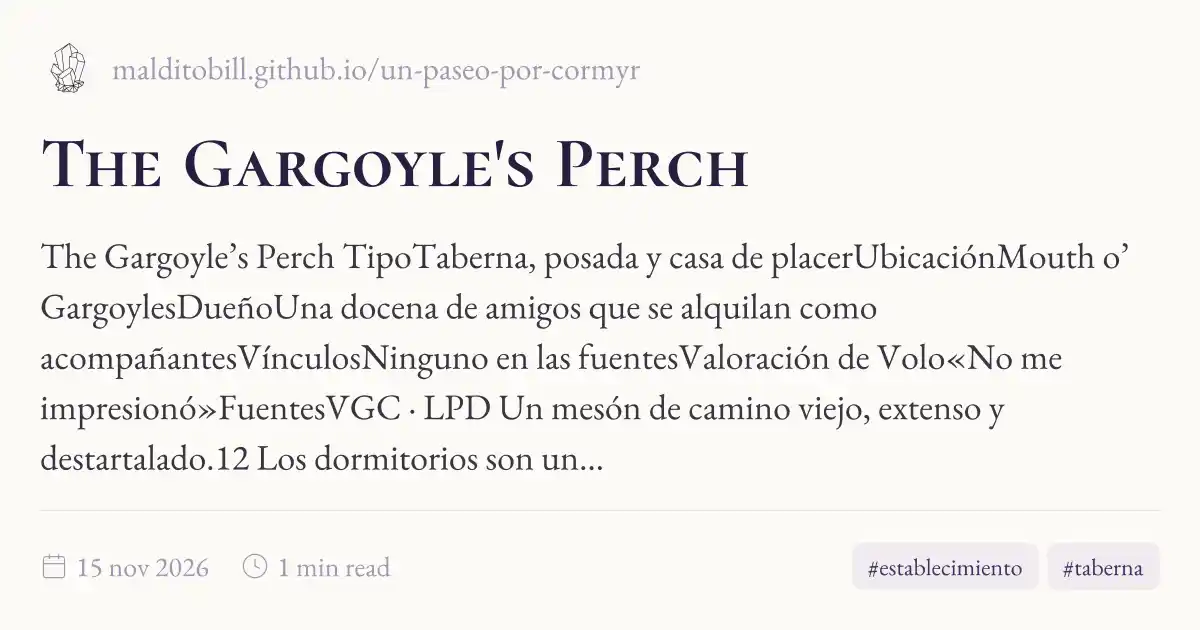 malditobill.github.io/un-paseo-por-cormyr
The Gargoyle's Perch
The Gargoyle’s Perch TipoTaberna, posada y casa de placerUbicaciónMouth o’
GargoylesDueñoUna docena de amigos que se alquilan como
acompañantesVínculosNinguno en las fuentesValoración de Volo«No me
impresionó»FuentesVGC · LPD Un mesón de camino viejo, extenso y
destartalado.12 Los dormitorios son un...
15 nov 2026 1 min read #establecimiento #taberna